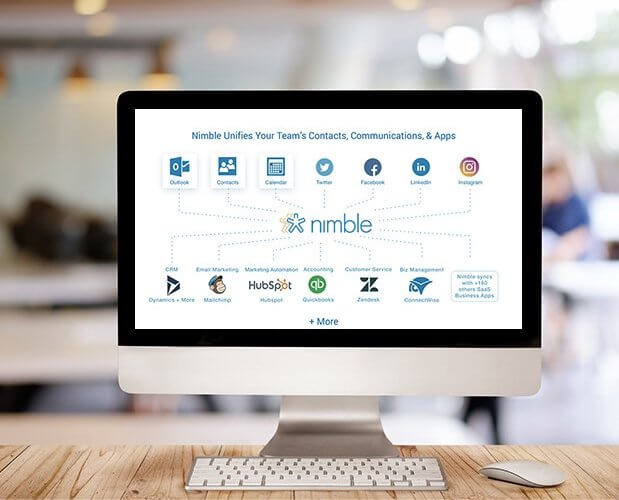 Nimble Unifies Your Team's Contacts, Communications, & Apps
Outlook
Contacts
Calendar
Twitter
Facebook
LinkedIn
Instagram
nimble
CRM
Email Marketing
Marketing Automation
Accounting
Customer Service
Biz Management
HubSpot
qb
Dynamics + More
Mailchimp
Hubspot
Quickbooks
Zendesk
ConnectWise
Nimble syncs
with +160
others SaaS
Business Apps
+ More